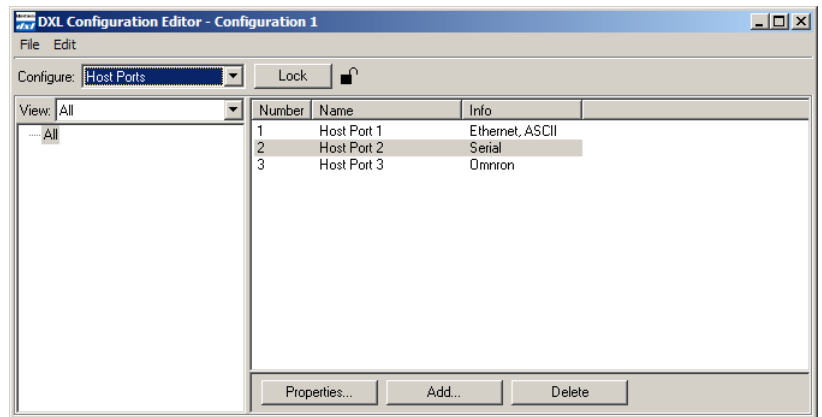 DXL Configuration Editor - Configuration 1
File Edit
Configure: Host Ports Lock
View: All
All
Number Name Info
1 Host Port 1 Ethernet, ASCII
2 Host Port 2 Serial
3 Host Port 3 Omnron
Properties... Add... Delete